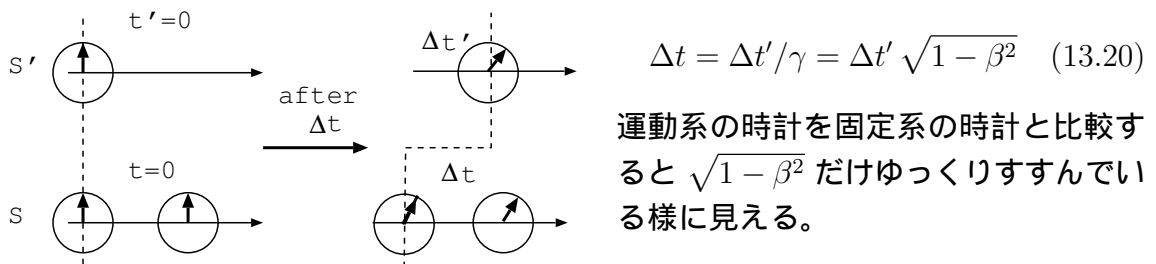 t'=0
S'
after
Δt
t=0
S
Δt'
Δt
Δt = Δt'/γ = Δt' √(1 − β²) (13.20)
運動系の時計を固定系の時計と比較す
ると √(1 − β²) だけゆっくりすすんでい
る様に見える。